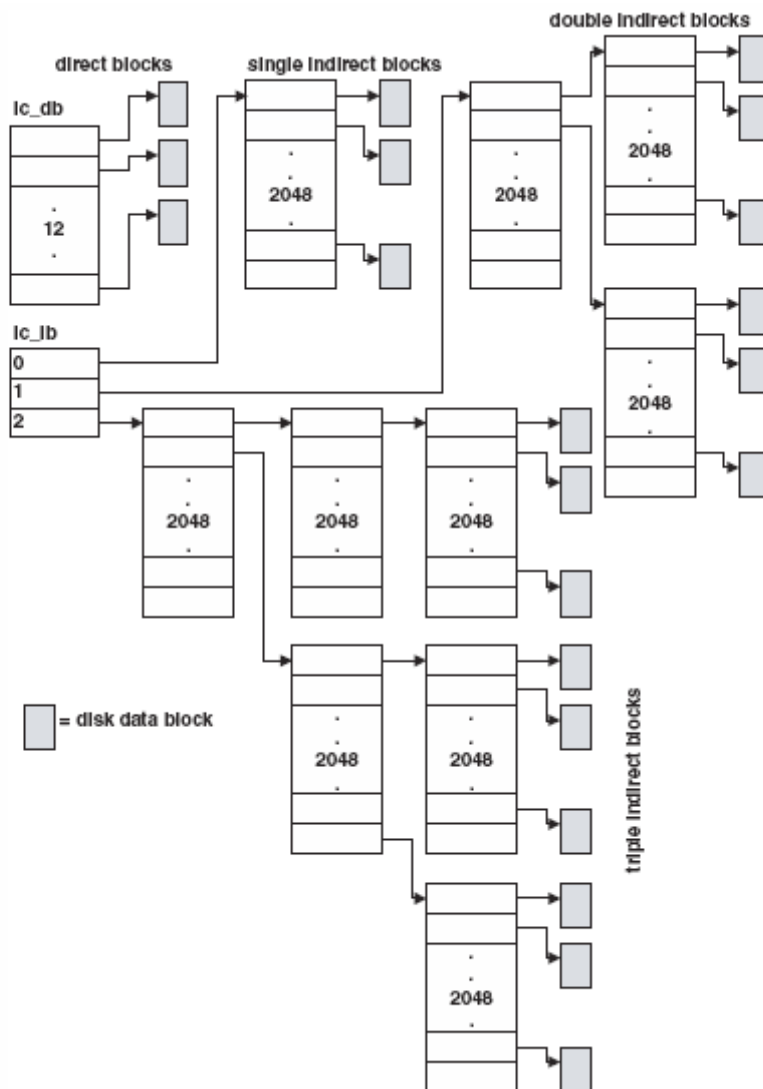 double indirect blocks
direct blocks
single indirect blocks
ic_db
12
2048
2048
2048
ic_ib
0
1
2
2048
2048
2048
2048
2048
2048
= disk data block
triple indirect blocks
2048